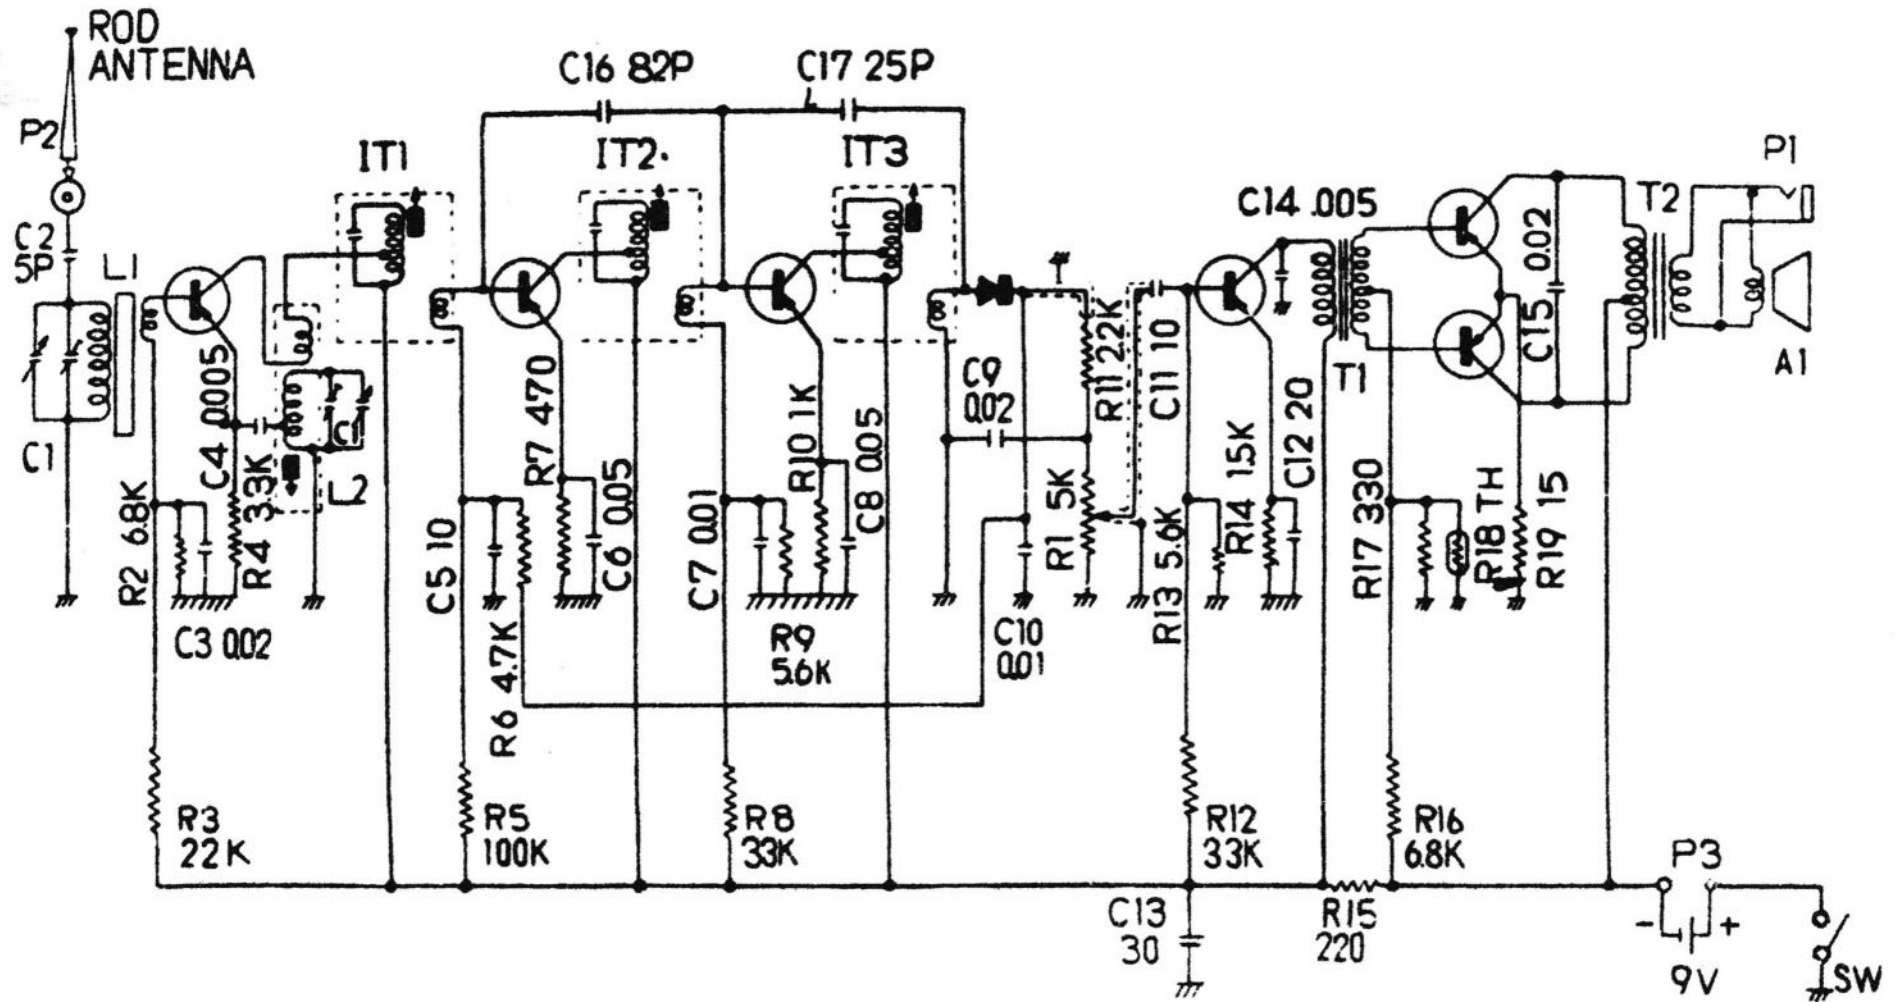 ROD
ANTENNA
P2
C2
5P
L1
C1
C16 82P
C17 25P
IT1
IT2.
IT3
C14 .005
T2
P1
A1
C15 0.02
T1
C4 0.005
R4 3.3K
C1
L2
R2 6.8K
C3 0.02
R7 470
C6 0.05
C5 10
R6 4.7K
R10 1K
C8 0.05
C7 0.01
R9
5.6K
C9
0.02
R11 2.2K
C11 10
R1 5K
C10
0.01
R13 5.6K
R14 1.5K
C12 20
R17 330
R18 TH
R19 15
R3
22K
R5
100K
R8
33K
R12
33K
R16
6.8K
C13
30
R15
220
P3
- +
9V
SW